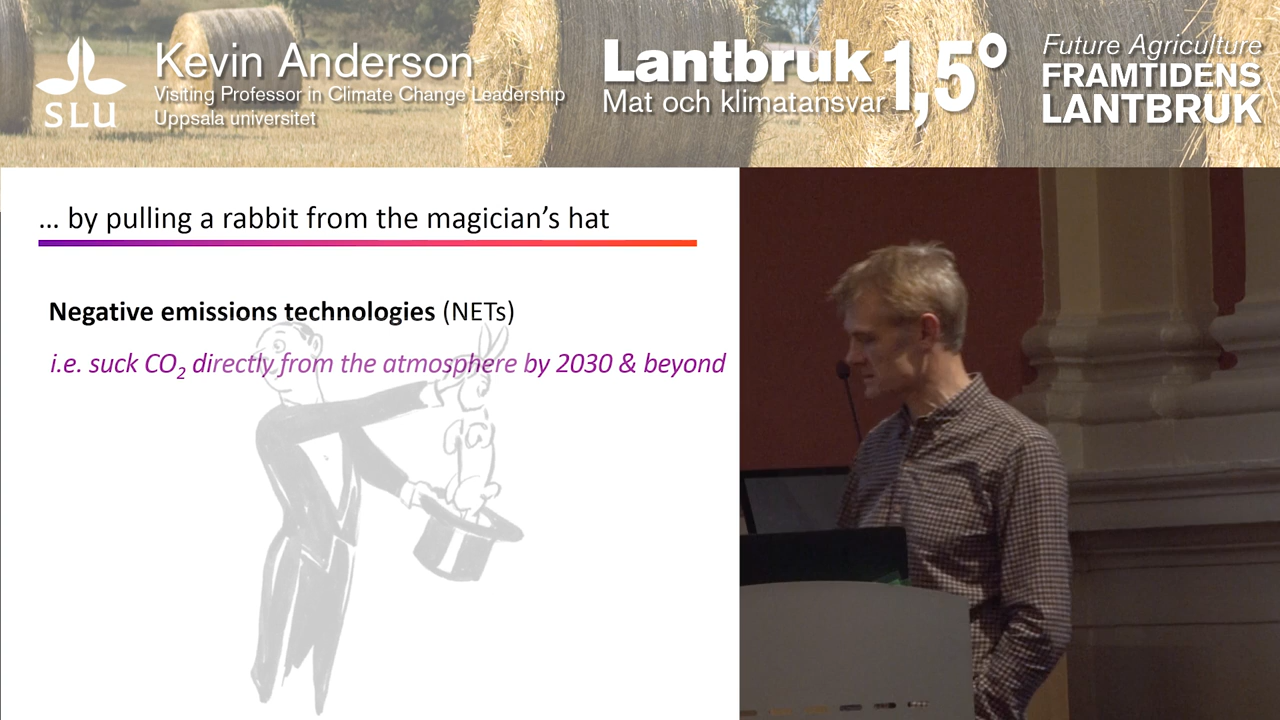 SLU
Kevin Anderson
Visiting Professor in Climate Change Leadership
Uppsala universitet
Lantbruk 1,5°
Mat och klimatansvar
Future Agriculture
FRAMTIDENS
LANTBRUK
... by pulling a rabbit from the magician's hat
Negative emissions technologies (NETs)
i.e. suck CO2 directly from the atmosphere by 2030 & beyond